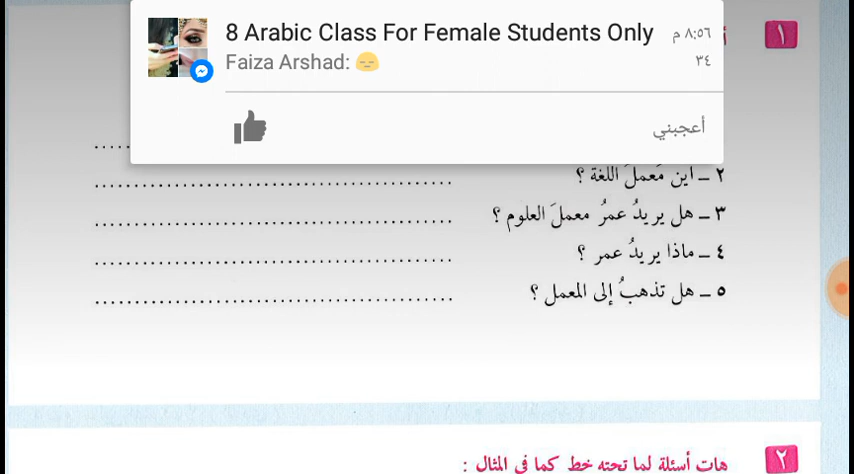 8 Arabic Class For Female Students Only
٨:٥٦ م
Faiza Arshad: 😑
٣٤
أعجبني
١
٢ ـ أين مَعملُ اللغة ؟ ................................
٣ ـ هل يريدُ عمرُ معملَ العلوم ؟ ................................
٤ ـ ماذا يريدُ عمر ؟ ................................
٥ ـ هل تذهبُ إلى المعمل ؟ ................................
٢ هات أسئلة لما تحته خط كما في المثال :